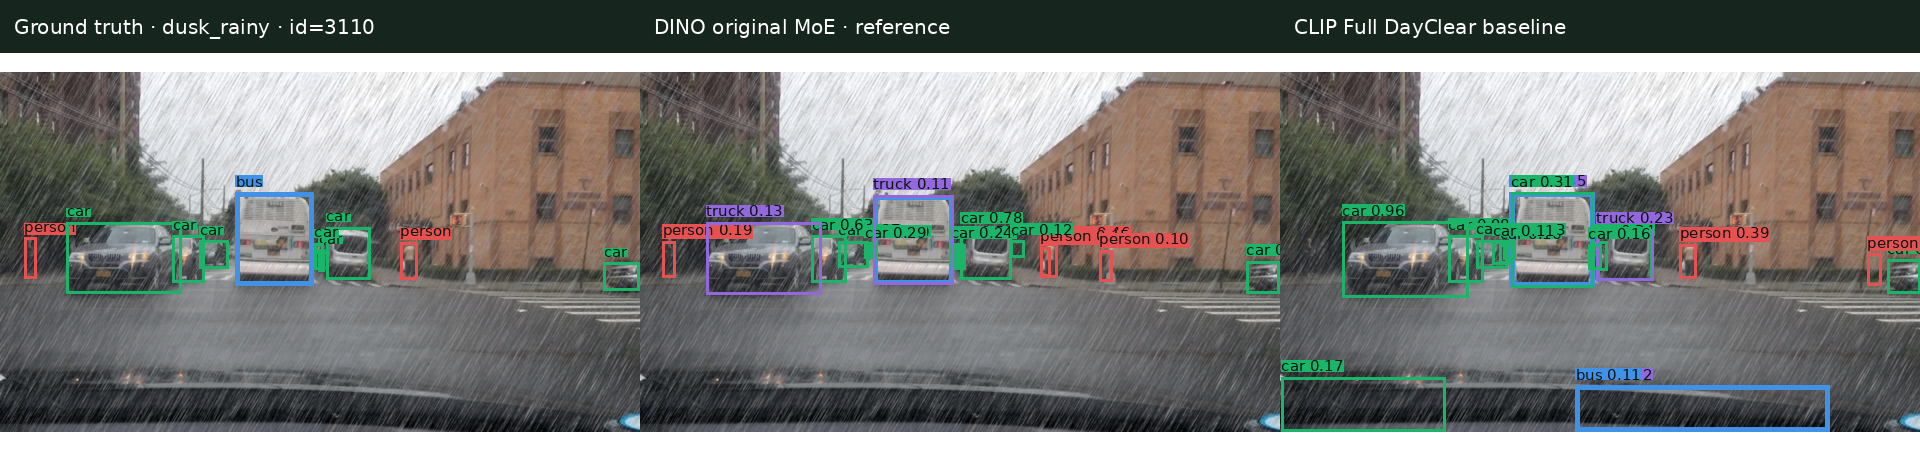 Ground truth · dusk_rainy · id=3110
DINO original MoE · reference
CLIP Full DayClear baseline
bus
car
car
car
car
car
car
person
car
truck 0.11
truck 0.13
person 0.19
car 0.63
car 0.29
car 0.78
car 0.12
person
person 0.10
car 0.31
car 0.96
truck 0.23
car 0.16
person 0.39
person
car 0.17
bus 0.11